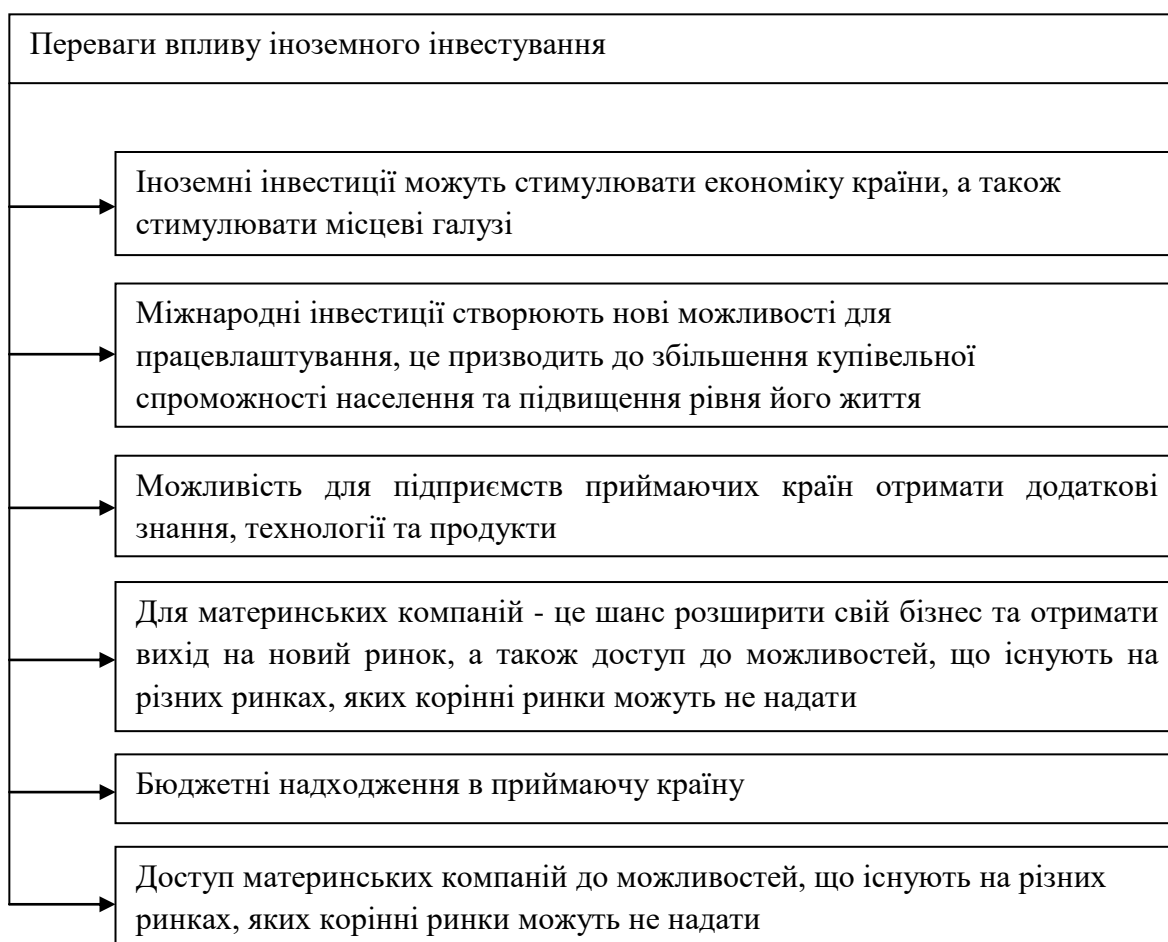 Переваги впливу іноземного інвестування
Іноземні інвестиції можуть стимулювати економіку країни, а також
стимулювати місцеві галузі
Міжнародні інвестиції створюють нові можливості для
працевлаштування, це призводить до збільшення купівельної
спроможності населення та підвищення рівня його життя
Можливість для підприємств приймаючих країн отримати додаткові
знання, технології та продукти
Для материнських компаній - це шанс розширити свій бізнес та отримати
вихід на новий ринок, а також доступ до можливостей, що існують на
різних ринках, яких корінні ринки можуть не надати
Бюджетні надходження в приймаючу країну
Доступ материнських компаній до можливостей, що існують на різних
ринках, яких корінні ринки можуть не надати